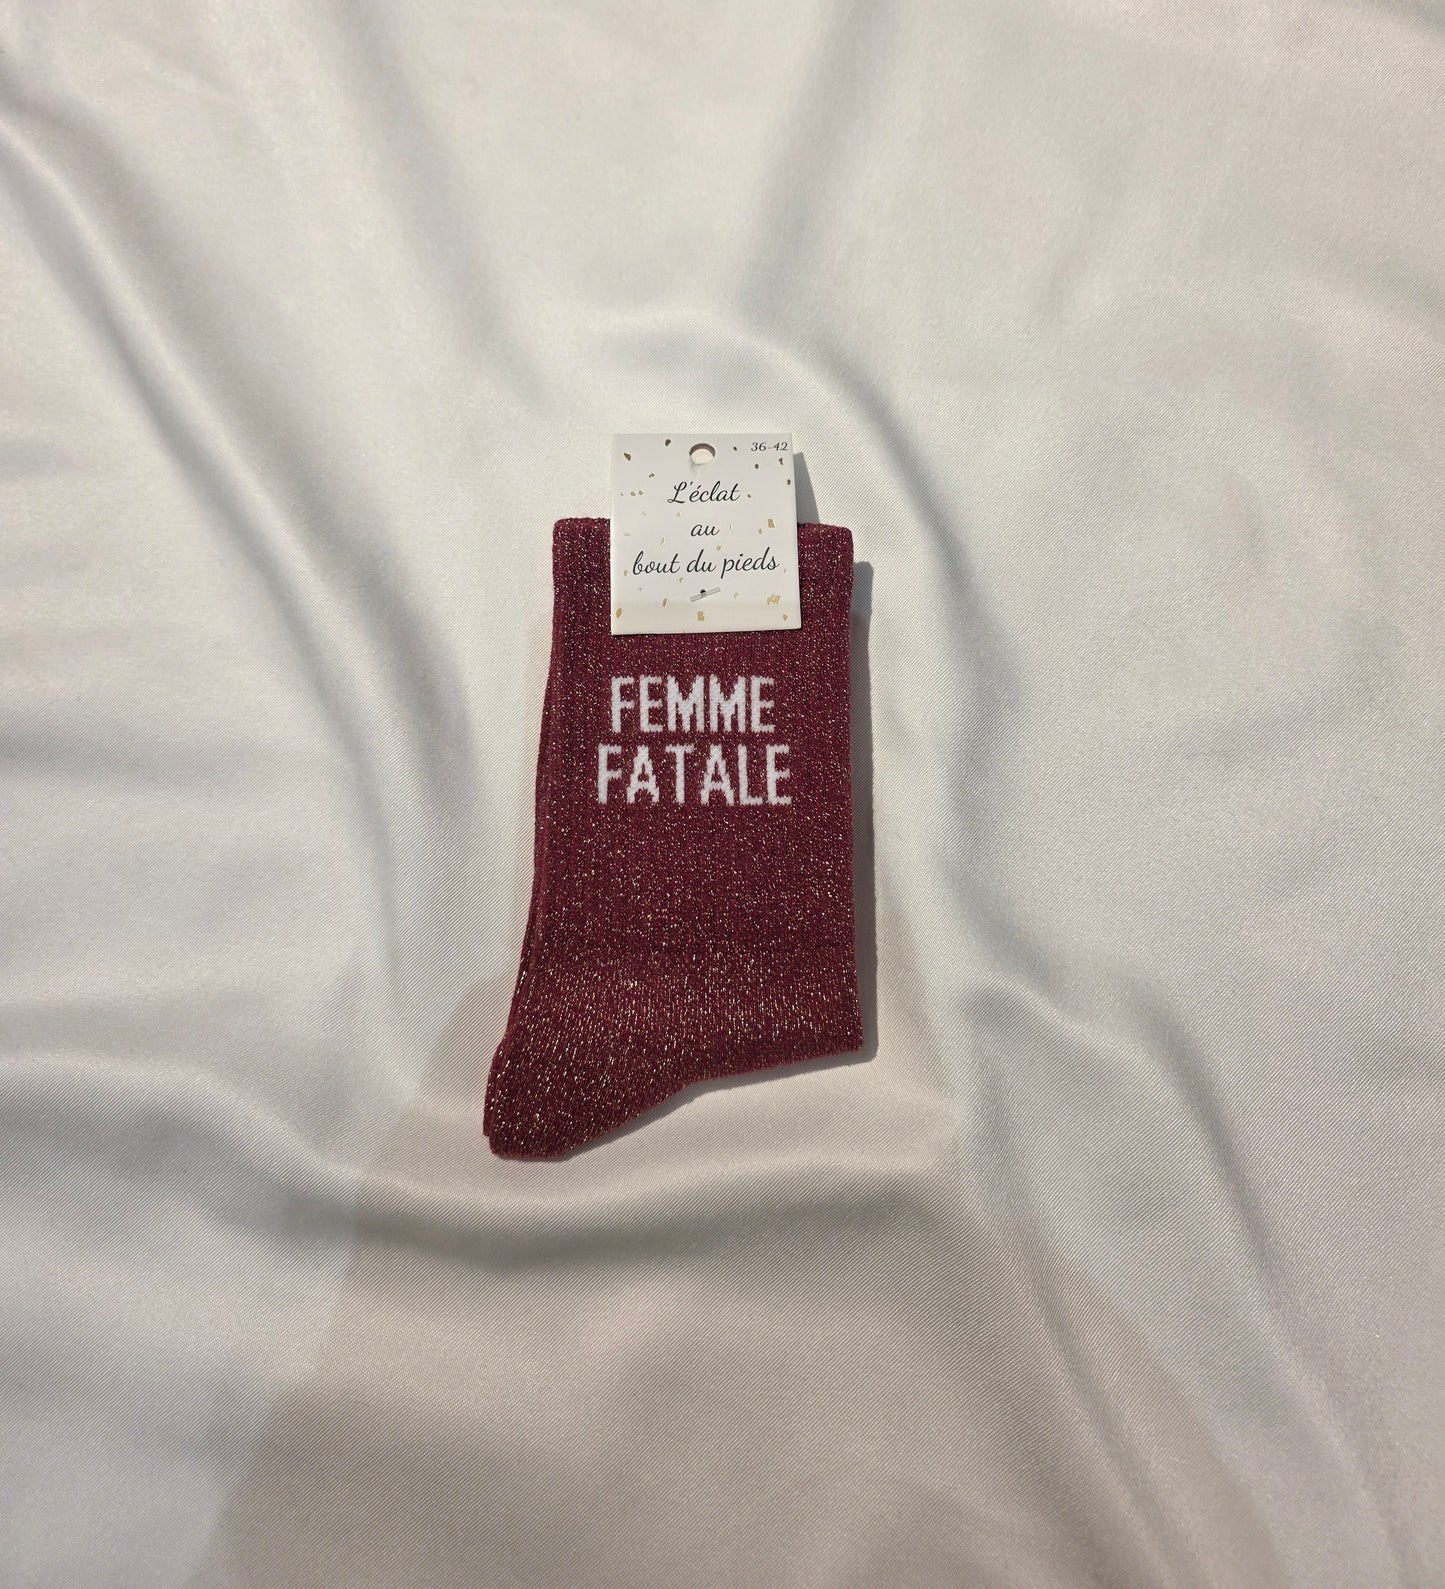 36-42
L'éclat
au
bout du pieds
FEMME
FATALE